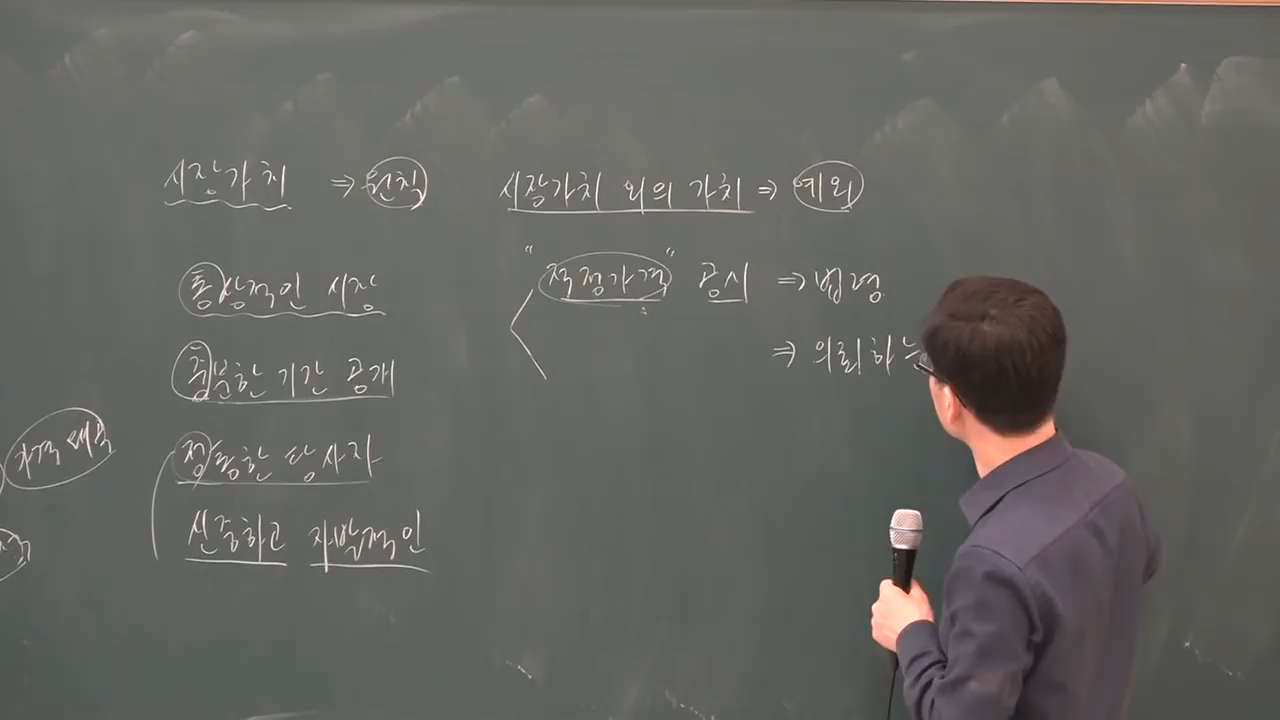 시장가치 ⇒ 원칙
통상적인 시장
충분한 기간 공개
정통한 당사자
신중하고 자발적인
시장가치 외의 가치 ⇒ 예외
"적정가격" 공시 ⇒ 법령
⇒ 의뢰하는